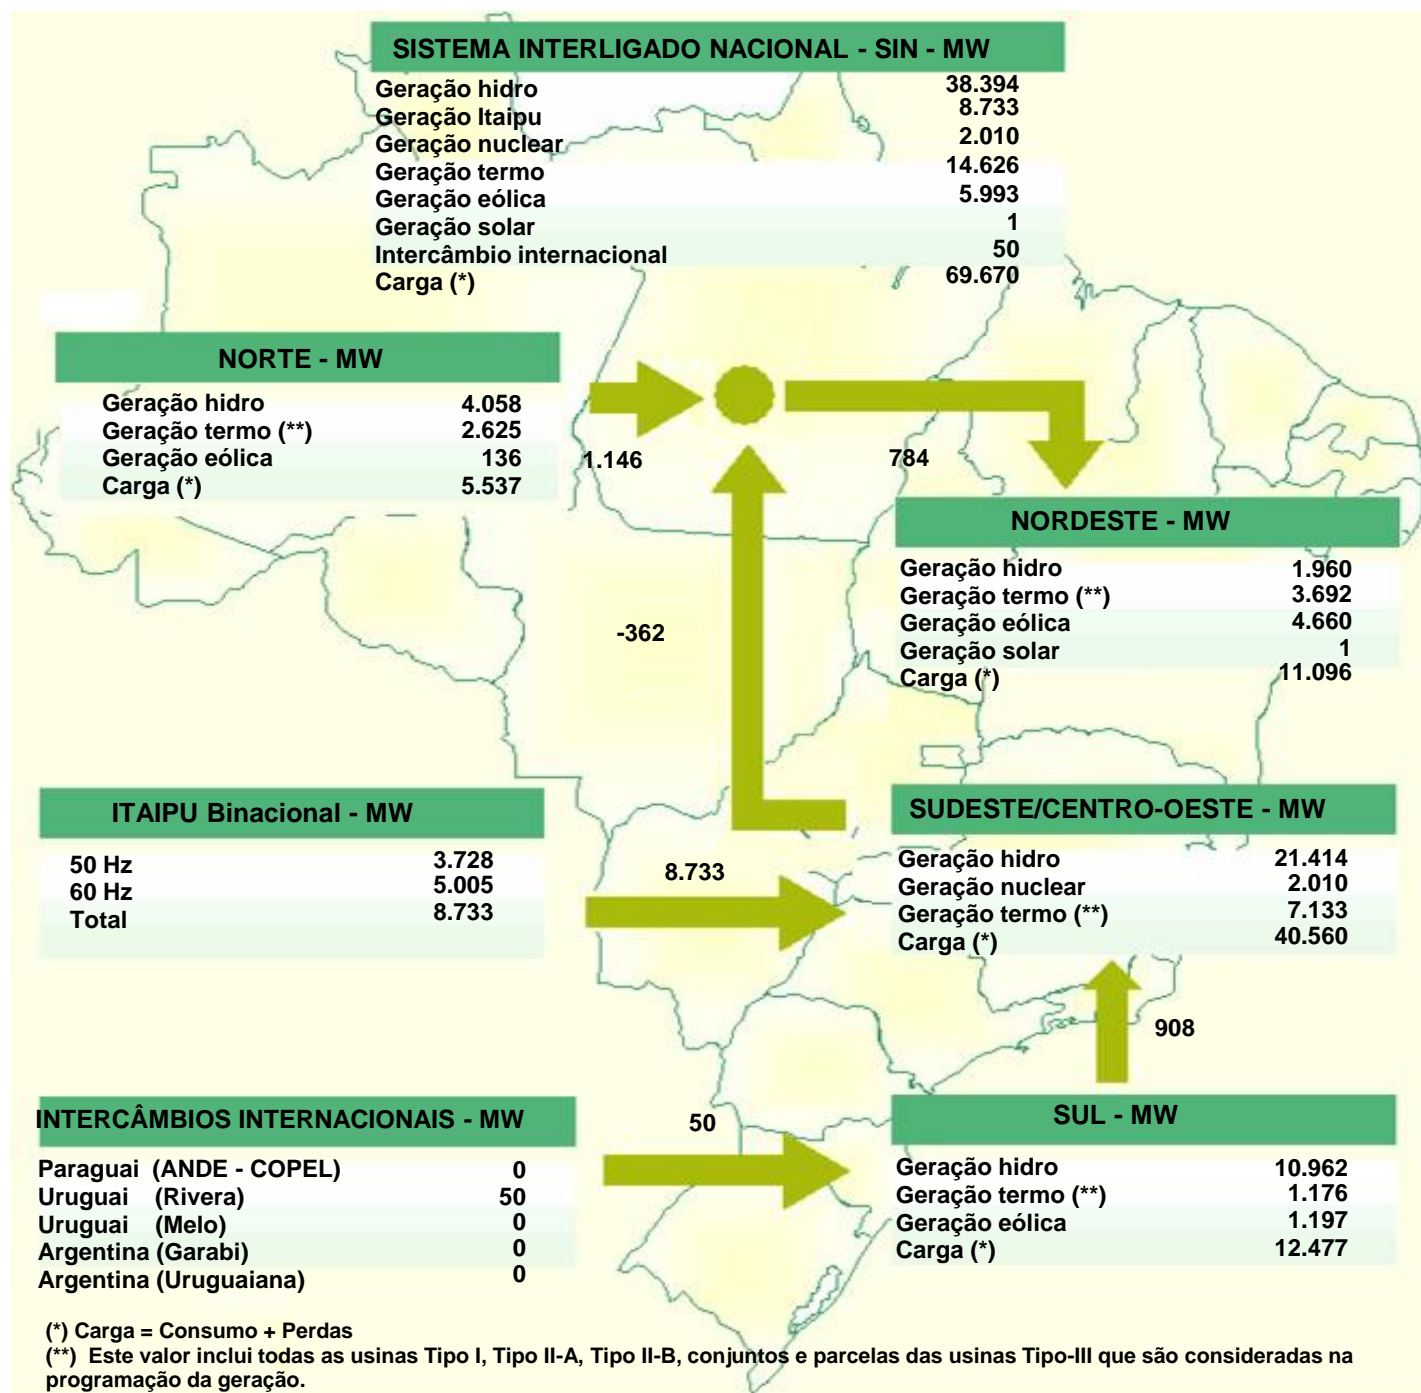 SISTEMA INTERLIGADO NACIONAL - SIN - MW
Geração hidro 38.394
Geração Itaipu 8.733
Geração nuclear 2.010
Geração termo 14.626
Geração eólica 5.993
Geração solar 1
Intercâmbio internacional 50
Carga (*) 69.670
NORTE - MW
Geração hidro 4.058
Geração termo (**) 2.625
Geração eólica 136
Carga (*) 5.537
1.146
784
NORDESTE - MW
Geração hidro 1.960
Geração termo (**) 3.692
Geração eólica 4.660
Geração solar 1
Carga (*) 11.096
-362
ITAIPU Binacional - MW
50 Hz 3.728
60 Hz 5.005
Total 8.733
8.733
SUDESTE/CENTRO-OESTE - MW
Geração hidro 21.414
Geração nuclear 2.010
Geração termo (**) 7.133
Carga (*) 40.560
908
INTERCÂMBIOS INTERNACIONAIS - MW
Paraguai (ANDE - COPEL) 0
Uruguai (Rivera) 50
Uruguai (Melo) 0
Argentina (Garabi) 0
Argentina (Uruguaiana) 0
50
SUL - MW
Geração hidro 10.962
Geração termo (**) 1.176
Geração eólica 1.197
Carga (*) 12.477
(*) Carga = Consumo + Perdas
(**) Este valor inclui todas as usinas Tipo I, Tipo II-A, Tipo II-B, conjuntos e parcelas das usinas Tipo-III que são consideradas na
programação da geração.